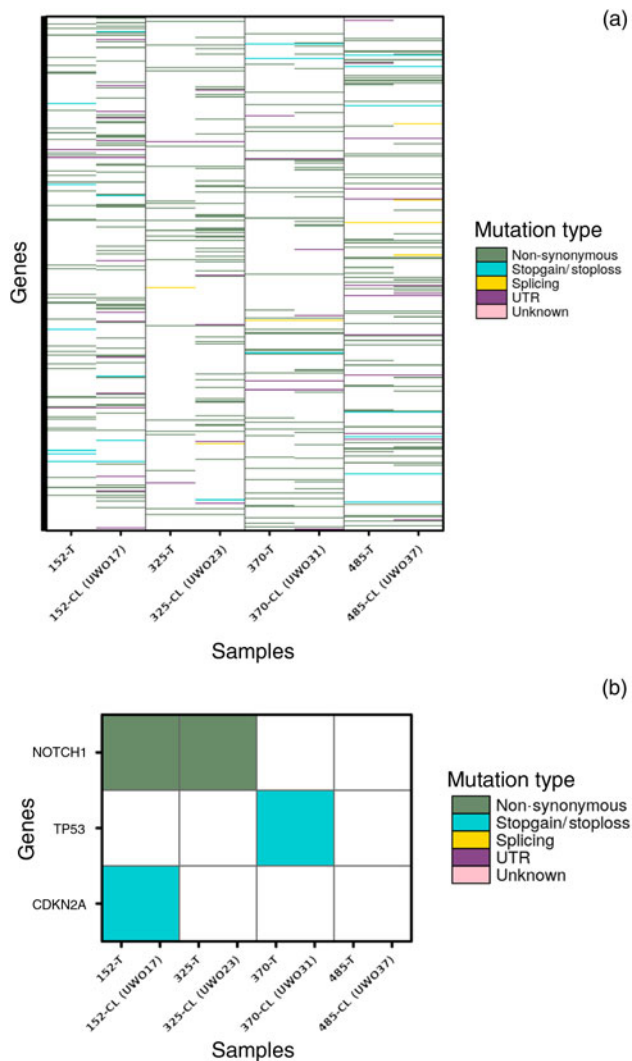 (a)
Genes
Mutation type
Non-synonymous
Stopgain/stoploss
Splicing
UTR
Unknown
152-T
152-CL (UWO17)
325-T
325-CL (UWO23)
370-T
370-CL (UWO31)
485-T
485-CL (UWO37)
Samples
(b)
NOTCH1
TP53
CDKN2A
Genes
Mutation type
Non-synonymous
Stopgain/stoploss
Splicing
UTR
Unknown
152-T
152-CL (UWO17)
325-T
325-CL (UWO23)
370-T
370-CL (UWO31)
485-T
485-CL (UWO37)
Samples